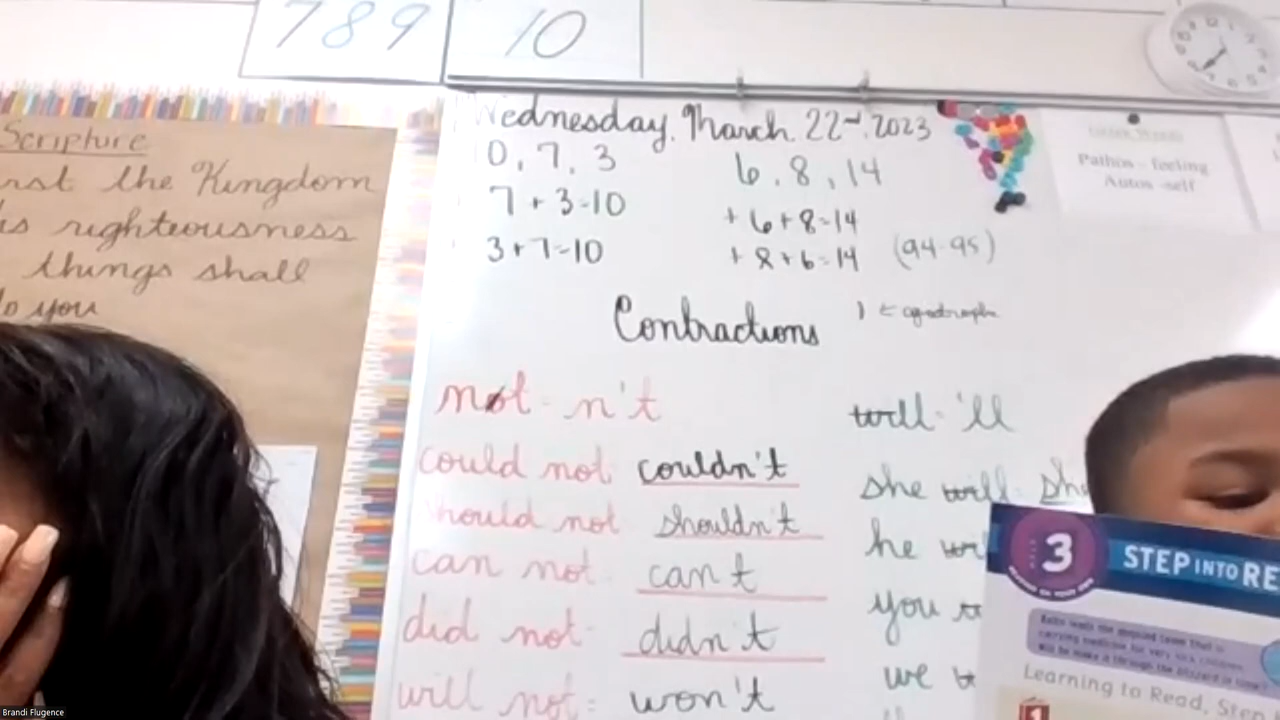 7 8 9
10
Scripture
the Kingdom
righteousness
things shall
you
Wednesday, March 22nd, 2023
0, 7, 3
7 + 3=10
3+7=10
6, 8, 14
+ 6+8=14
+ 8+6=14 (94-95)
Pathos - feeling
Autos -self
Contractions
not - n't
could not couldn't
should not shouldn't
can not can't
did not didn't
will not won't
will - 'll
she will
he
you
we
3 STEP INTO
Learning to Read, Step
Brandi Flugence